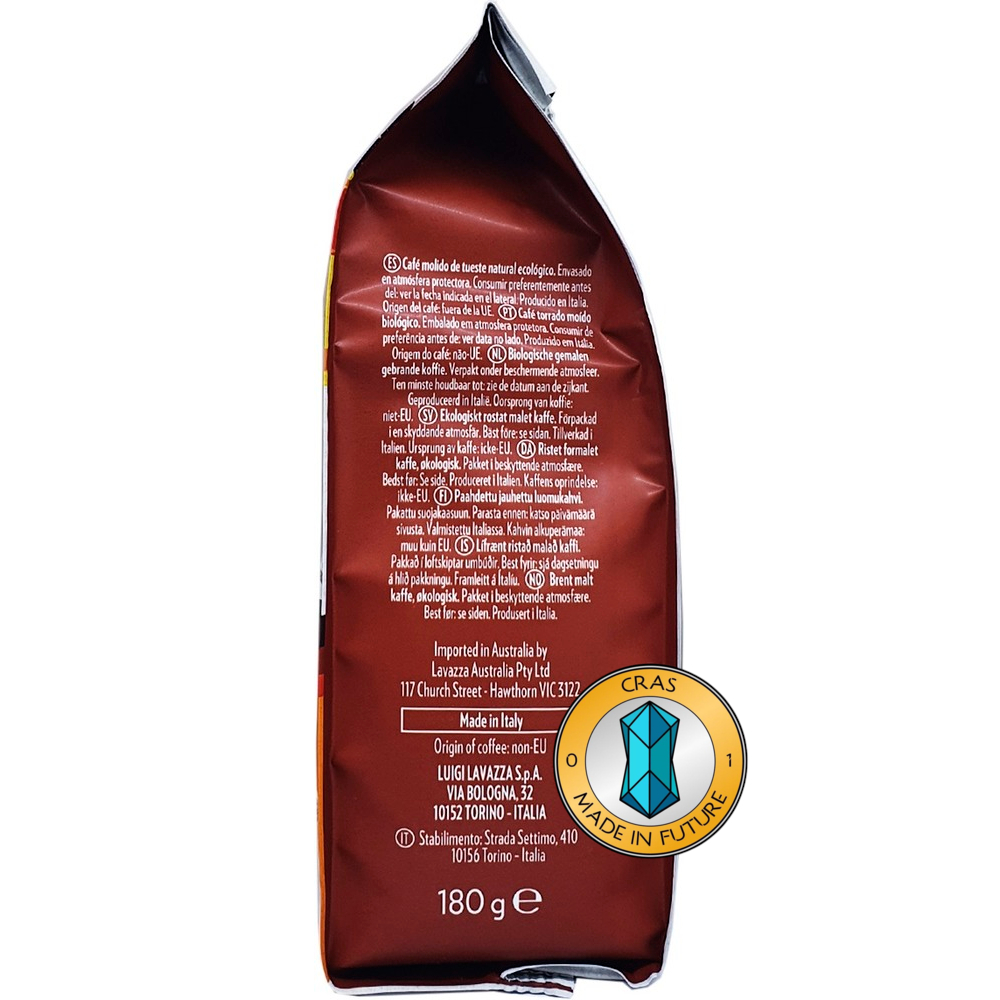 ES Café molido de tueste natural ecológico. Envasado
en atmósfera protectora. Consumir preferentemente antes
del: ver la fecha indicada en el lateral. Producido en Italia.
Origen del café: fuera de la UE. PT Café torrado moído
biológico. Embalado em atmosfera protetora. Consumir de
preferência antes de: ver data no lado. Produzido em Itália.
Origem do café: não-UE. NL Biologische gemalen
gebrande koffie. Verpakt onder beschermende atmosfeer.
Ten minste houdbaar tot: zie de datum aan de zijkant.
Geproduceerd in Italië. Oorsprong van koffie:
niet-EU. SV Ekologiskt rostat malet kaffe. Förpackad
i en skyddande atmosfär. Bäst före: se sidan. Tillverkad i
Italien. Ursprung av kaffe: icke-EU. DA Ristet formalet
kaffe, økologisk. Pakket i beskyttende atmosfære.
Bedst før: Se side. Produceret i Italien. Kaffens oprindelse:
ikke-EU. FI Paahdettu jauhettu luomukahvi.
Pakattu suojakaasuun. Parasta ennen: katso päivämäärä
sivusta. Valmistettu Italiassa. Kahvin alkuperämaa:
muu kuin EU. IS Lífrænt ristað malað kaffi.
Pakkað í loftskiptar umbúðir. Best fyrir: sjá dagsetningu
á hlið pakkningu. Framleitt á Ítalíu. NO Brent malt
kaffe, økologisk. Pakket i beskyttende atmosfære.
Best før: se siden. Produsert i Italia.
Imported in Australia by
Lavazza Australia Pty Ltd
117 Church Street - Hawthorn VIC 3122
Made in Italy
Origin of coffee: non-EU
LUIGI LAVAZZA S.p.A.
VIA BOLOGNA, 32
10152 TORINO - ITALIA
IT Stabilimento: Strada Settimo, 410
10156 Torino - Italia
180 g e
CRAS
0 1
MADE IN FUTURE